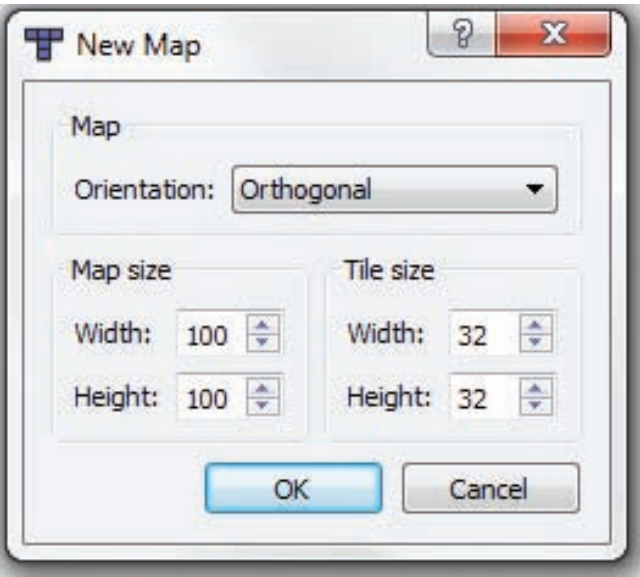 New Map
Map
Orientation: Orthogonal
Map size
Width: 100
Height: 100
Tile size
Width: 32
Height: 32
OK
Cancel